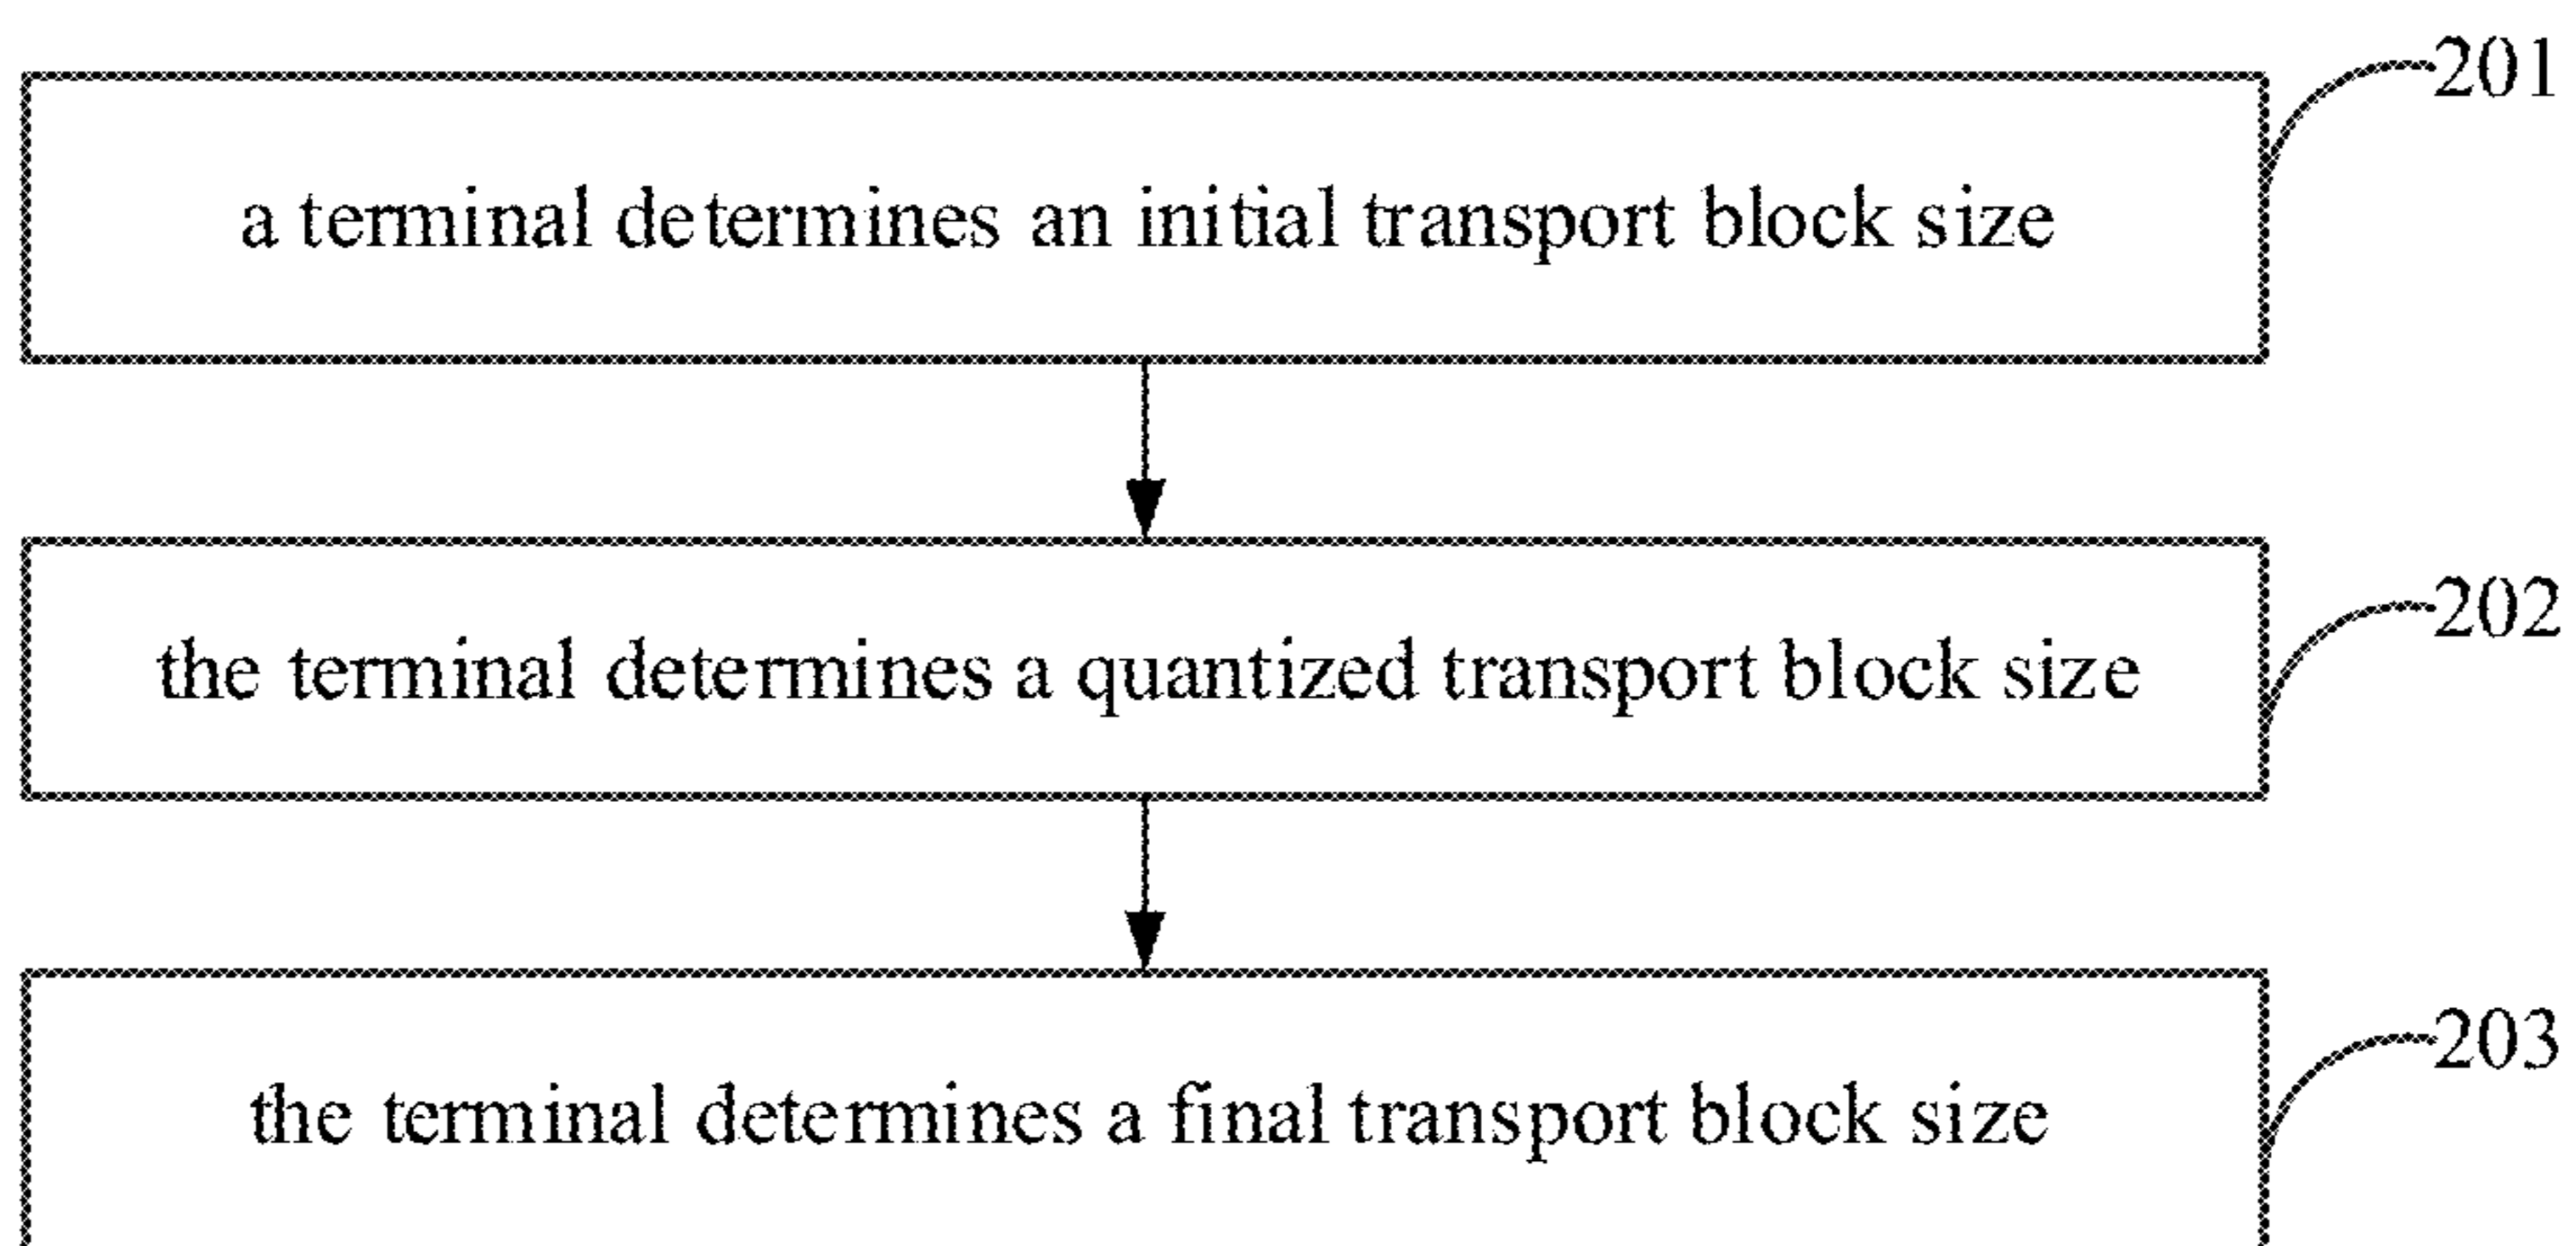 201
a terminal determines an initial transport block size
202
the terminal determines a quantized transport block size
203
the terminal determines a final transport block size